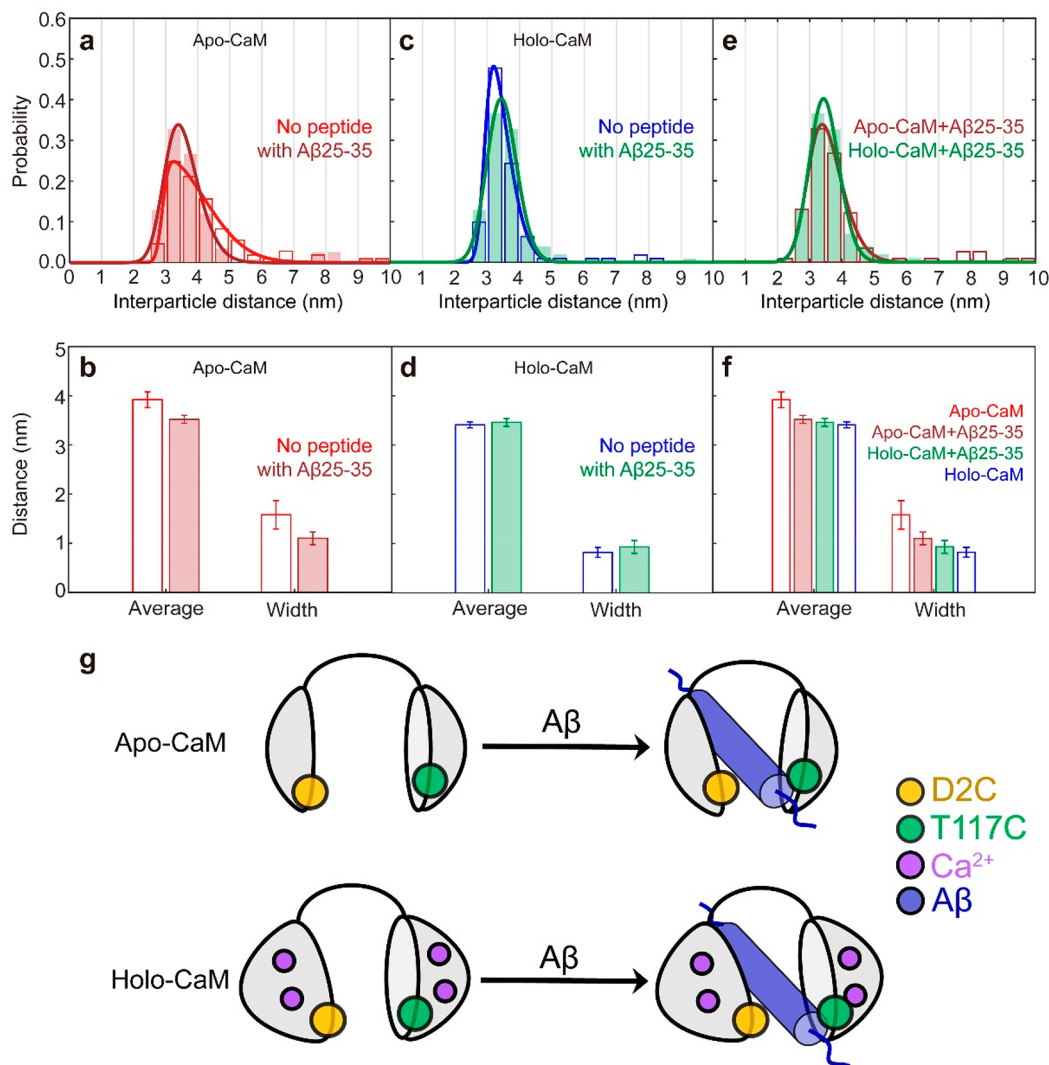 a
Apo-CaM
c
Holo-CaM
e
Probability
0.6
0.5
0.4
0.3
0.2
0.1
0.0
No peptide
with Aβ25-35
No peptide
with Aβ25-35
Apo-CaM+Aβ25-35
Holo-CaM+Aβ25-35
0 1 2 3 4 5 6 7 8 9 10
1 2 3 4 5 6 7 8 9 10
1 2 3 4 5 6 7 8 9 10
Interparticle distance (nm)
Interparticle distance (nm)
Interparticle distance (nm)
b
Apo-CaM
d
Holo-CaM
f
Distance (nm)
5
4
3
2
1
0
No peptide
with Aβ25-35
No peptide
with Aβ25-35
Apo-CaM
Apo-CaM+Aβ25-35
Holo-CaM+Aβ25-35
Holo-CaM
Average Width
Average Width
Average Width
g
Apo-CaM
Aβ
D2C
T117C
Ca²⁺
Aβ
Holo-CaM
Aβ